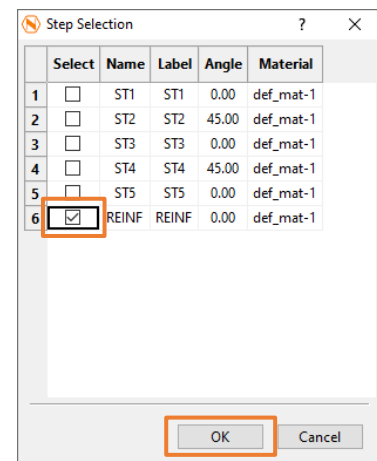 Step Selection ?
Select Name Label Angle Material
1 ST1 ST1 0.00 def_mat-1
2 ST2 ST2 45.00 def_mat-1
3 ST3 ST3 0.00 def_mat-1
4 ST4 ST4 45.00 def_mat-1
5 ST5 ST5 0.00 def_mat-1
6 REINF REINF 0.00 def_mat-1
OK Cancel